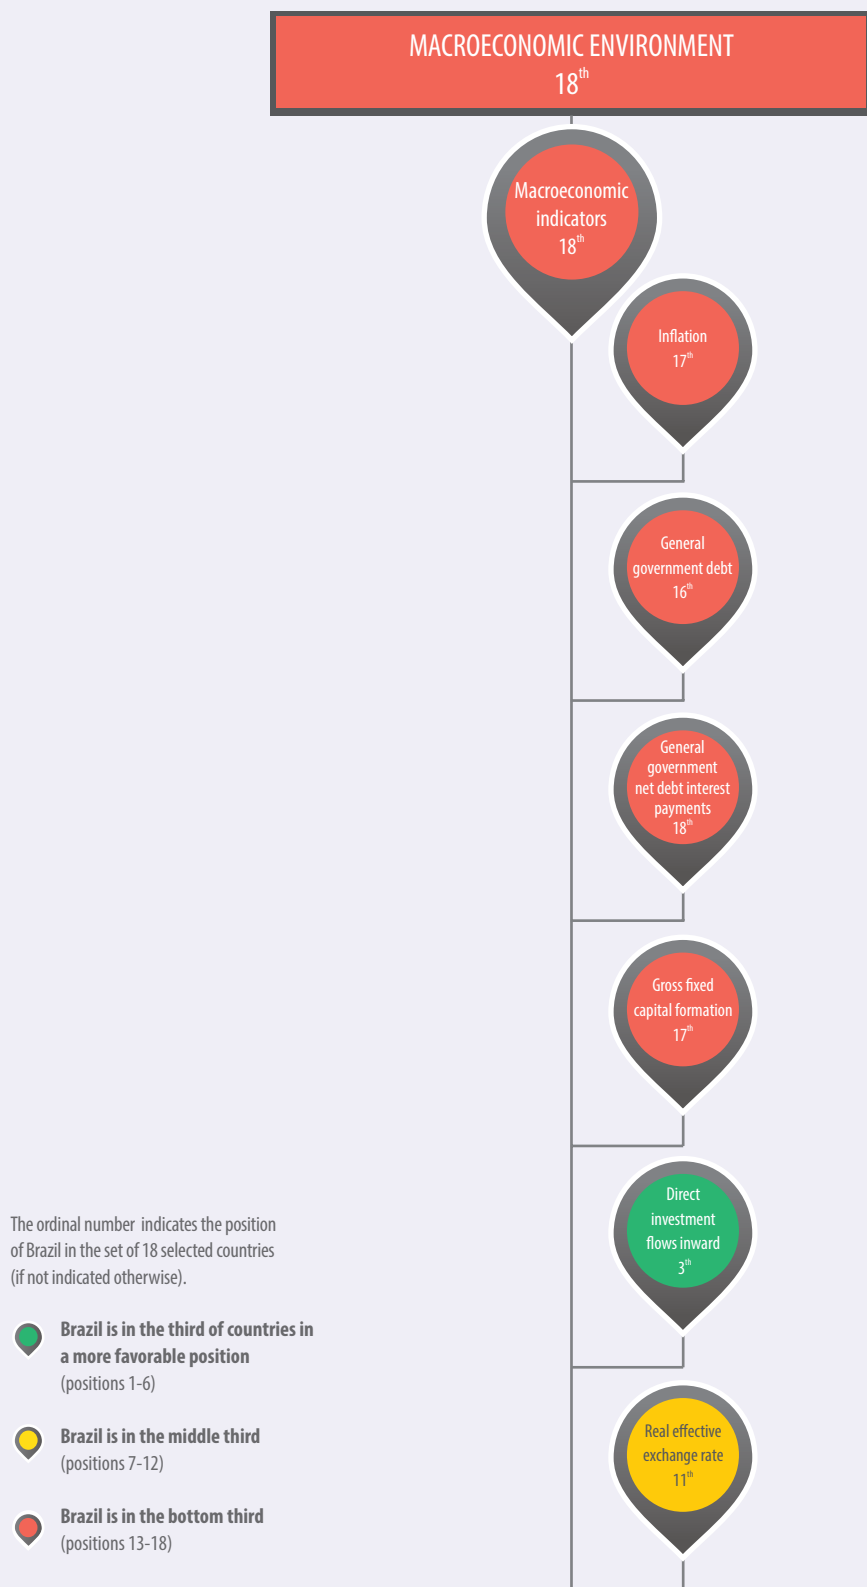 MACROECONOMIC ENVIRONMENT
18th
Macroeconomic
indicators
18th
Inflation
17th
General
government debt
16th
General
government
net debt interest
payments
18th
Gross fixed
capital formation
17th
Direct
investment
flows inward
3th
Real effective
exchange rate
11th
The ordinal number indicates the position
of Brazil in the set of 18 selected countries
(if not indicated otherwise).
Brazil is in the third of countries in
a more favorable position
(positions 1-6)
Brazil is in the middle third
(positions 7-12)
Brazil is in the bottom third
(positions 13-18)